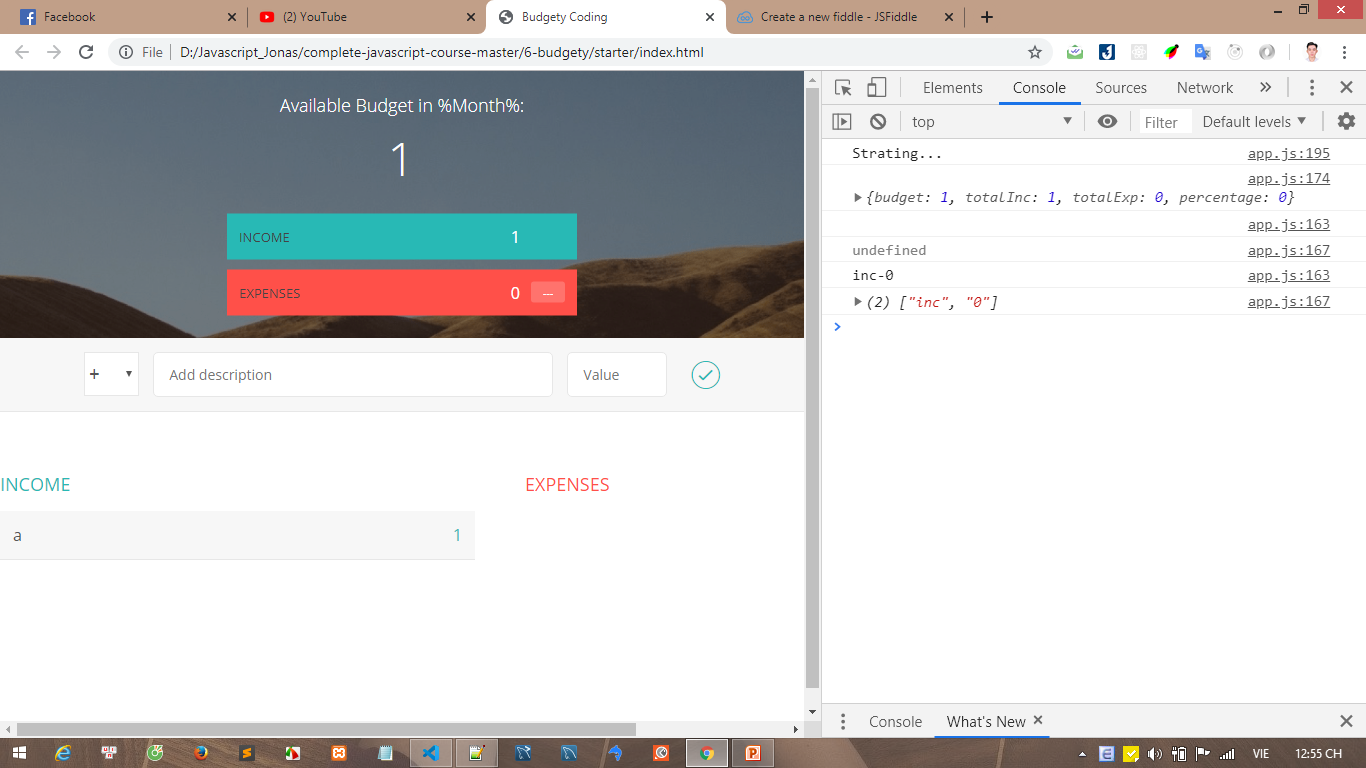 Facebook
(2) YouTube
Budgety Coding
Create a new fiddle - JSFiddle
File D:/Javascript_Jonas/complete-javascript-course-master/6-budgety/starter/index.html
Available Budget in %Month%:
1
INCOME 1
EXPENSES 0 ---
+ Add description Value
INCOME EXPENSES
a 1
Elements Console Sources Network
top Filter Default levels
Strating... app.js:195
app.js:174
{budget: 1, totalInc: 1, totalExp: 0, percentage: 0}
app.js:163
undefined app.js:167
inc-0 app.js:163
(2) ["inc", "0"] app.js:167
Console What's New
VIE 12:55 CH